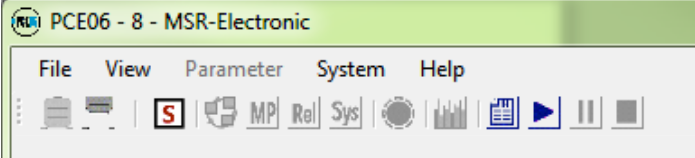 PCE06 - 8 - MSR-Electronic
File View Parameter System Help
S MP Rel Sys